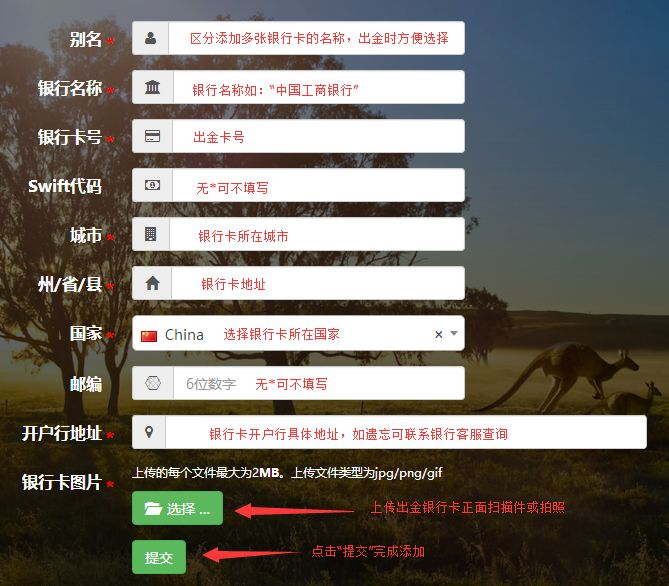 别名 * 区分添加多张银行卡的名称，出金时方便选择
银行名称 * 银行名称如：“中国工商银行”
银行卡号 * 出金卡号
Swift代码 无*可不填写
城市 * 银行卡所在城市
州/省/县 * 银行卡地址
国家 * China 选择银行卡所在国家 ×
邮编 6位数字 无*可不填写
开户行地址 * 银行卡开户行具体地址，如遗忘可联系银行客服查询
银行卡图片 * 上传的每个文件最大为2MB。上传文件类型为jpg/png/gif
选择 ... 上传出金银行卡正面扫描件或拍照
提交 点击“提交”完成添加